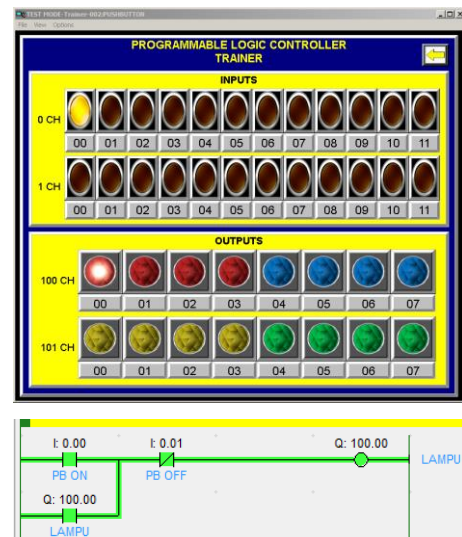 TEST MODE-Trainer-002:PUSHBUTTON
File View Options
PROGRAMMABLE LOGIC CONTROLLER
TRAINER
INPUTS
0 CH
00 01 02 03 04 05 06 07 08 09 10 11
1 CH
00 01 02 03 04 05 06 07 08 09 10 11
OUTPUTS
100 CH
00 01 02 03 04 05 06 07
101 CH
00 01 02 03 04 05 06 07
I: 0.00 I: 0.01 Q: 100.00
PB ON PB OFF LAMPU
Q: 100.00
LAMPU